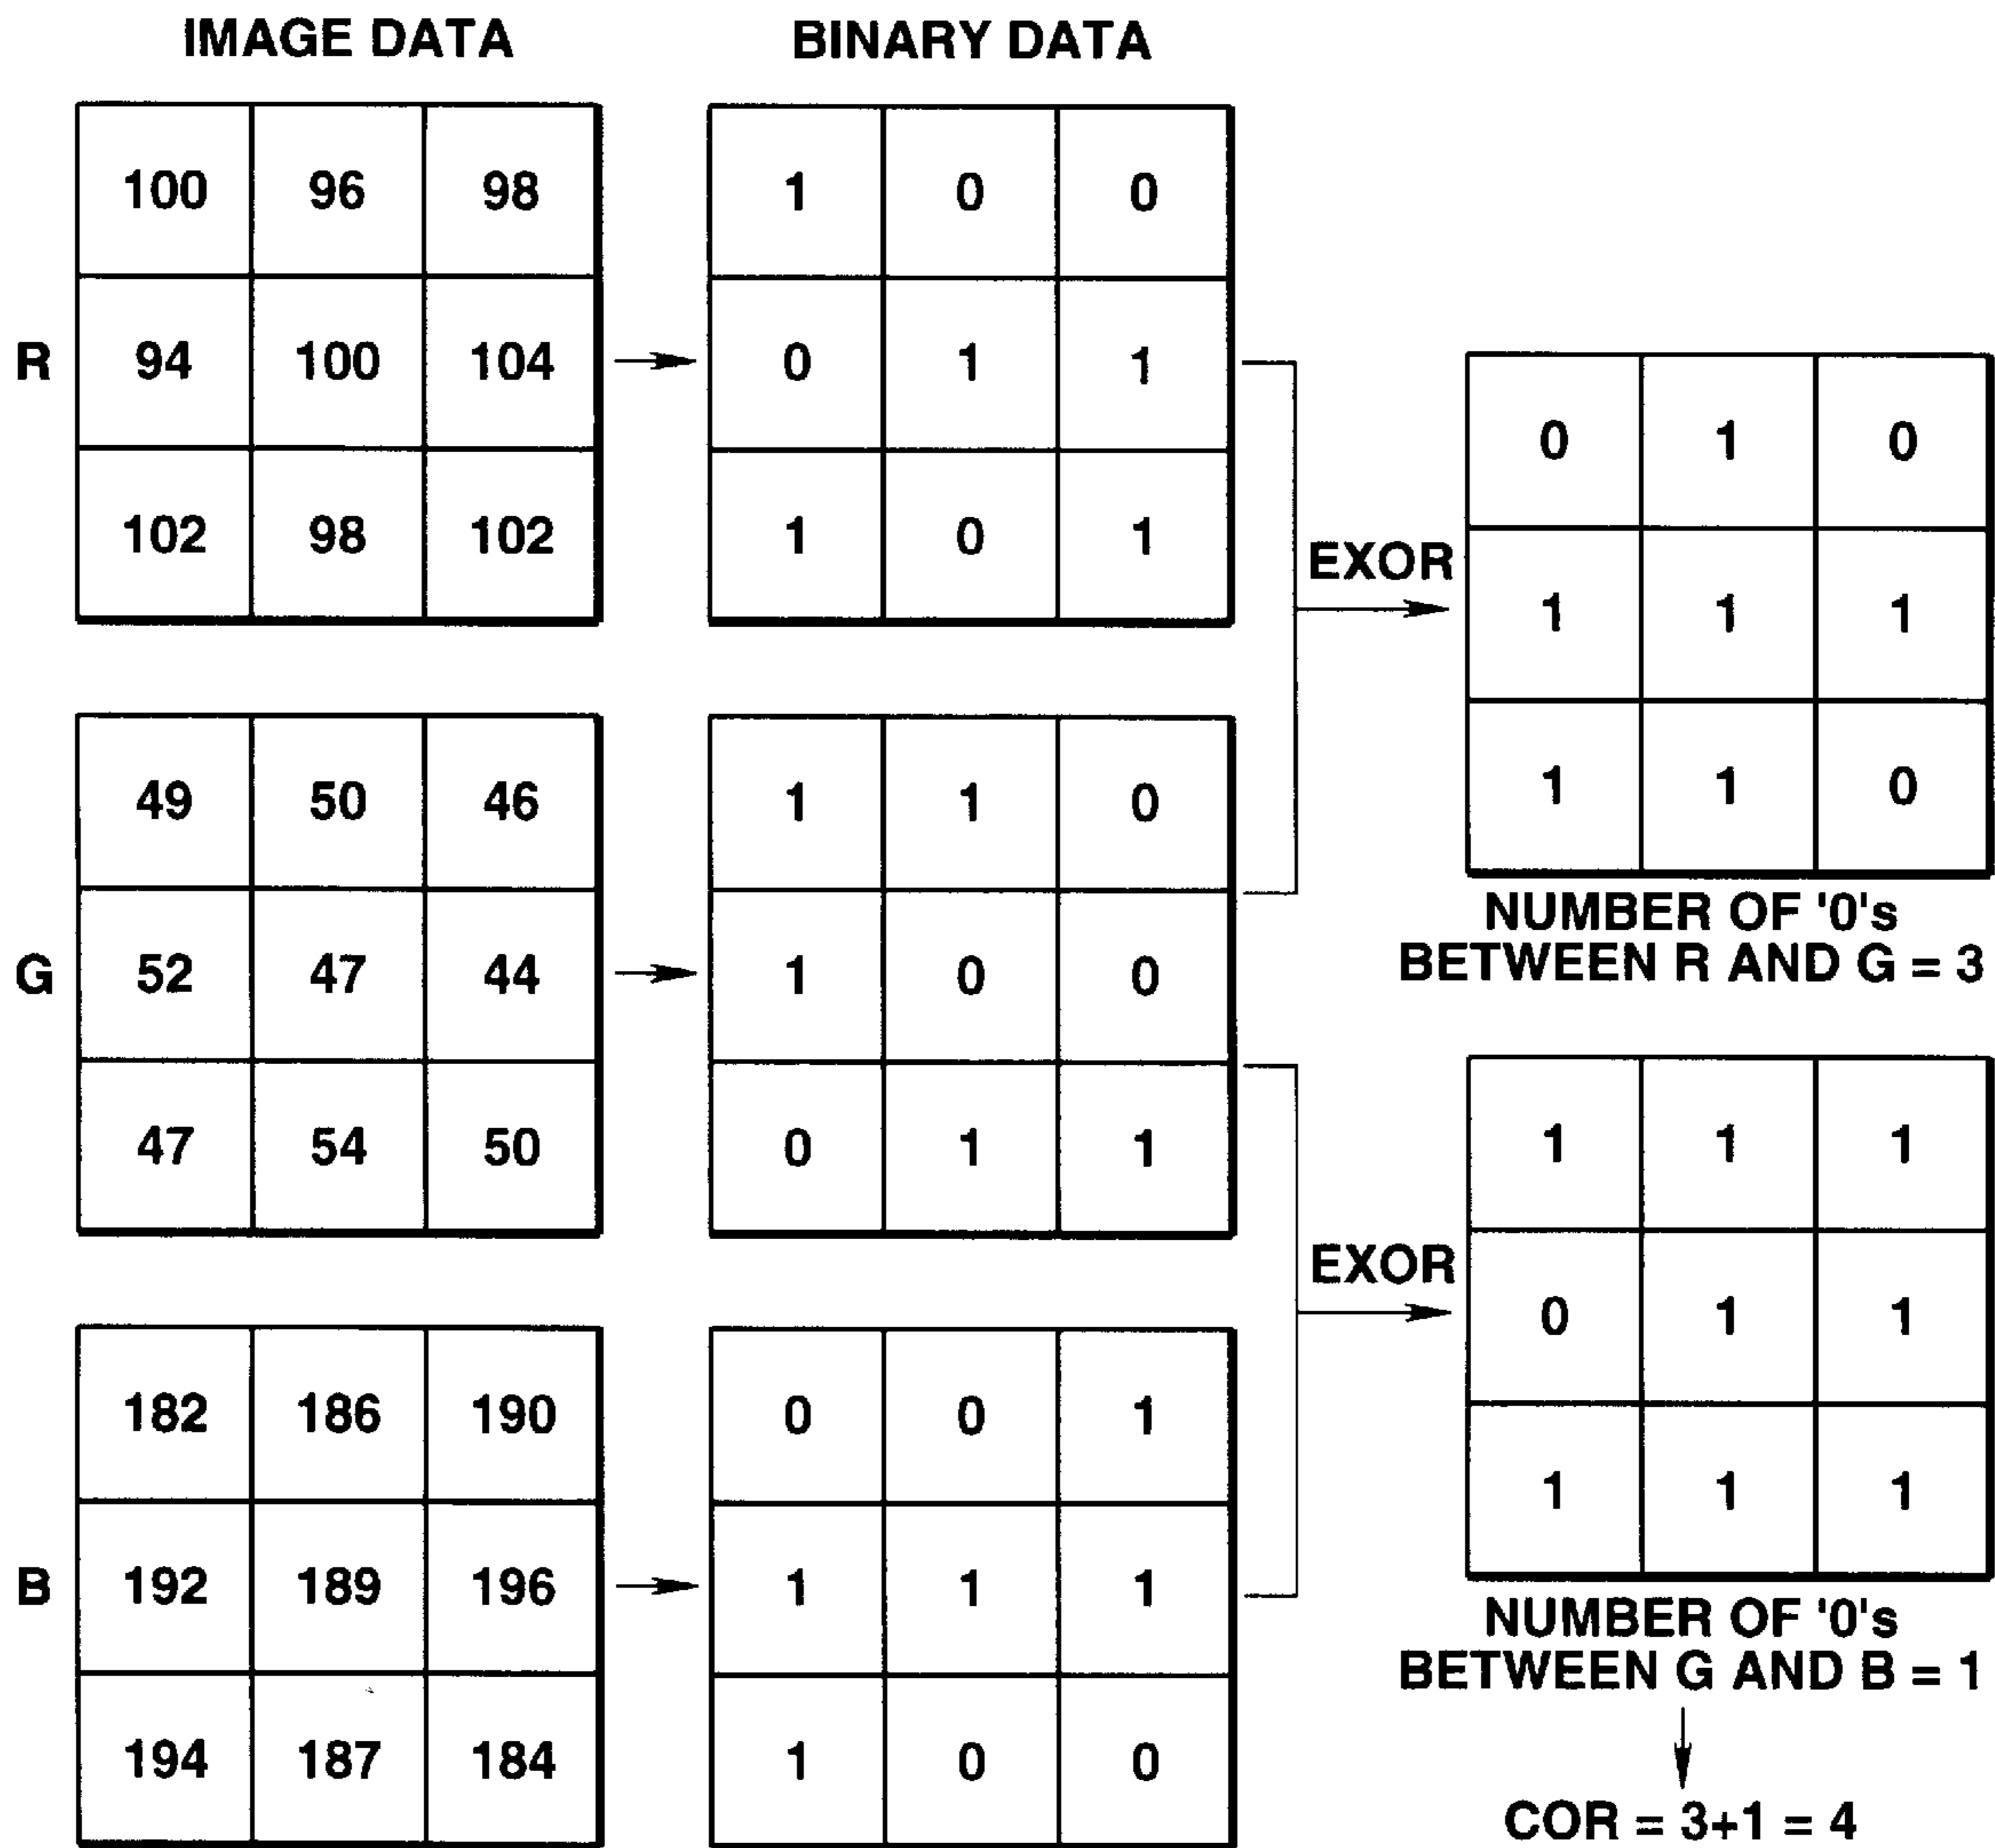 IMAGE DATA BINARY DATA
R
100 96 98
94 100 104
102 98 102
1 0 0
0 1 1
1 0 1
G
49 50 46
52 47 44
47 54 50
1 1 0
1 0 0
0 1 1
B
182 186 190
192 189 196
194 187 184
0 0 1
1 1 1
1 0 0
EXOR
0 1 0
1 1 1
1 1 0
NUMBER OF '0's
BETWEEN R AND G = 3
EXOR
1 1 1
0 1 1
1 1 1
NUMBER OF '0's
BETWEEN G AND B = 1
COR = 3+1 = 4